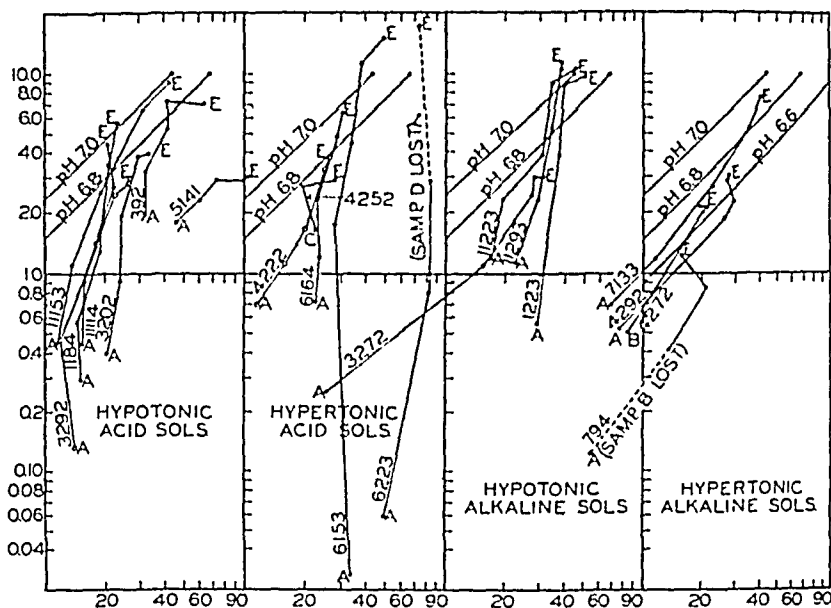 10.0
8.0
6.0
4.0
2.0
1.0
0.8
0.6
0.4
0.2
0.10
0.08
0.06
0.04
pH 7.0
pH 6.8
E
E
E
E
E
392
A
5141
A
11153
A
1184
A
1114
A
3202
A
3292
A
HYPOTONIC
ACID SOLS.
pH 7.0
pH 6.8
E
E
E
E
E
(SAMP D LOST)
4252
C
4222
A
6164
A
3272
A
HYPERTONIC
ACID SOLS.
6223
A
6153
A
pH 7.0
pH 6.8
E
E
E
E
11223
A
1293
A
1223
A
HYPOTONIC
ALKALINE SOLS.
pH 7.0
pH 6.8
pH 6.6
E
E
E
A
7133
4292
A
4272
B
794
A
(SAMP. B LOST)
HYPERTONIC
ALKALINE SOLS.
10 20 40 60 90
20 40 60 90
20 40 60 90
20 40 60 90